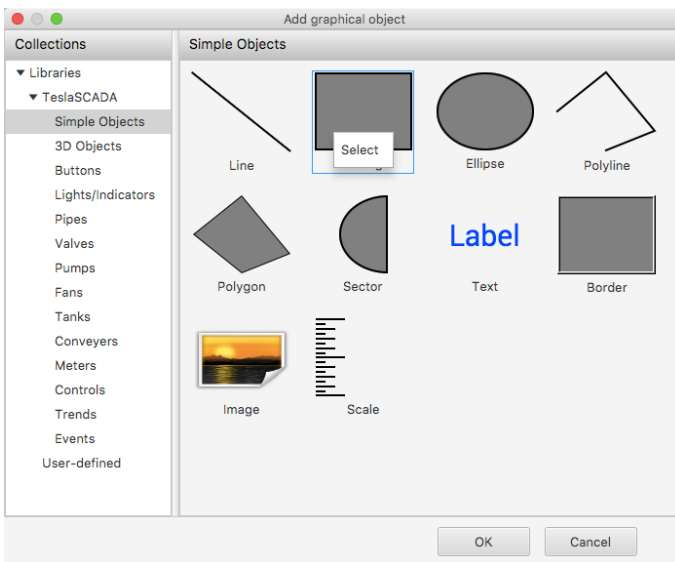 Add graphical object
Collections
Simple Objects
Libraries
TeslaSCADA
Simple Objects
3D Objects
Buttons
Lights/Indicators
Pipes
Valves
Pumps
Fans
Tanks
Conveyers
Meters
Controls
Trends
Events
User-defined
Line
Select
Ellipse
Polyline
Polygon
Sector
Label
Text
Border
Image
Scale
OK
Cancel